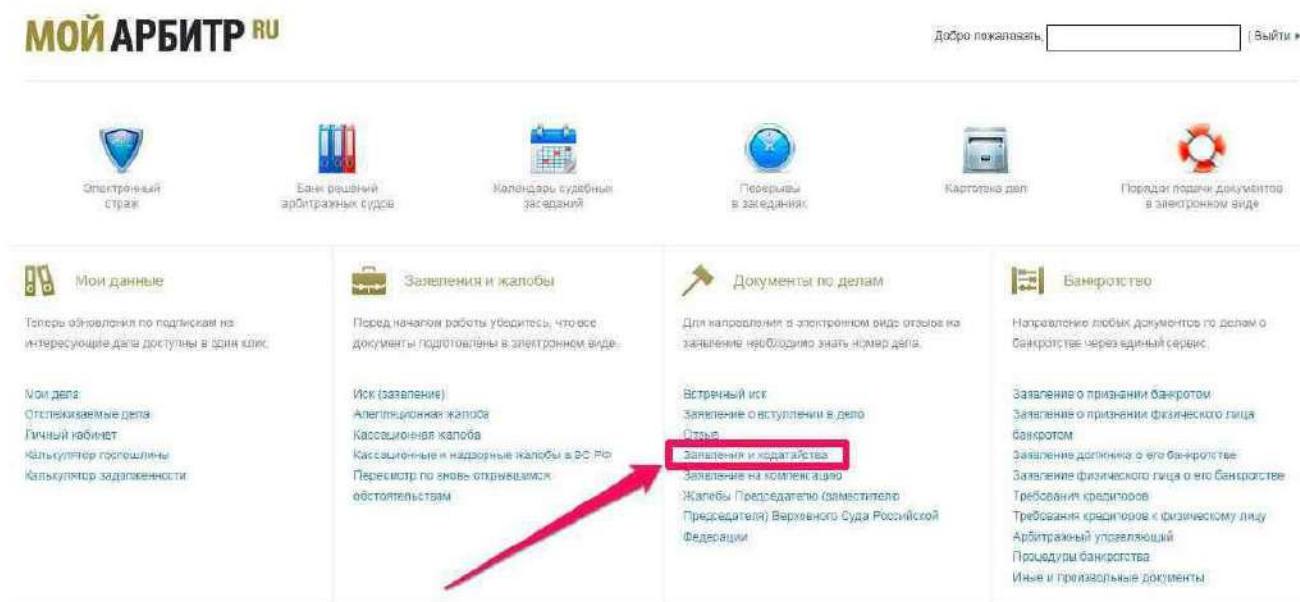 МОЙ АРБИТР RU
Добро пожаловать, ( Выйти
Электронный
страж
Банк решений
арбитражных судов
Календарь судебных
заседаний
Перерывы
в заседаниях
Картотека дел
Порядок подачи документов
в электронном виде
Мои данные
Теперь обновления по подпискам на
интересующие дела доступны в один клик.
Мои дела
Отслеживаемые дела
Личный кабинет
Калькулятор госпошлины
Калькулятор задолженности
Заявления и жалобы
Перед началом работы убедитесь, что все
документы подготовлены в электронном виде.
Иск (заявление)
Апелляционная жалоба
Кассационная жалоба
Кассационные и надзорные жалобы в ВС РФ
Пересмотр по вновь открывшимся
обстоятельствам
Документы по делам
Для направления в электронном виде отзыва на
заявление необходимо знать номер дела.
Встречный иск
Заявление о вступлении в дело
Отзыв
Заявления и ходатайства
Заявление на компенсацию
Жалобы Председателю (заместителю
Председателя) Верховного Суда Российской
Федерации
Банкротство
Направление любых документов по делам о
банкротстве через единый сервис.
Заявление о признании банкротом
Заявление о признании физического лица
банкротом
Заявление должника о его банкротстве
Заявление физического лица о его банкротстве
Требования кредиторов
Требования кредиторов к физическому лицу
Арбитражный управляющий
Процедуры банкротства
Иные и произвольные документы